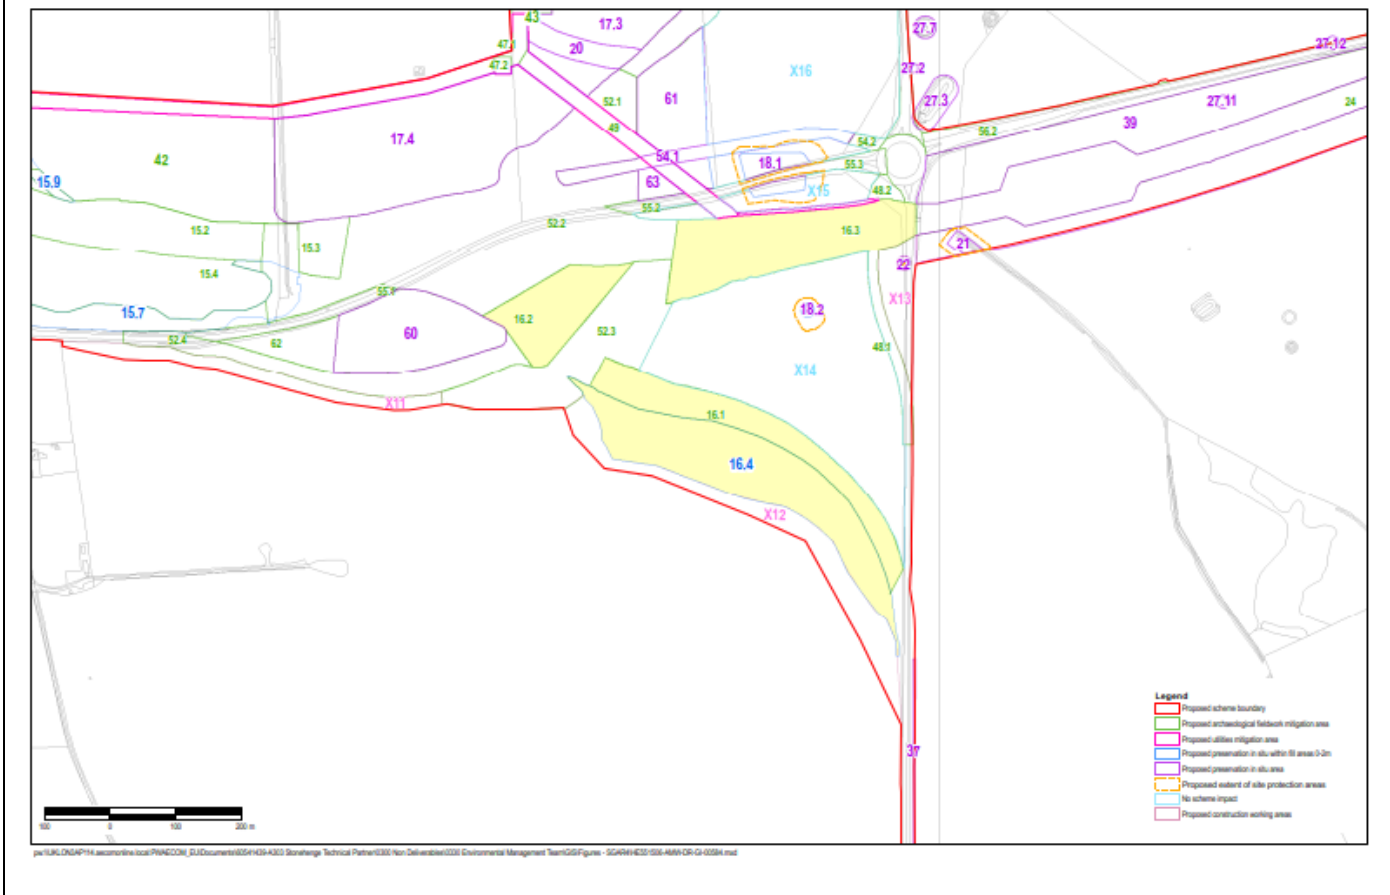 43
17.3
27.7
47.1
20
27.12
47.2
X16
27.2
52.1
61
27.3
27.11
24
39
49
56.2
17.4
54.2
42
54.1
18.1
55.3
15.9
63
X15
48.2
55.2
52.2
15.2
16.3
15.3
21
15.4
22
X13
15.7
18.2
16.2
52.3
60
52.4
62
48.1
X14
X11
16.1
16.4
X12
37
Legend
Proposed scheme boundary
Proposed archaeological fieldwork mitigation area
Proposed utilities mitigation area
Proposed preservation in situ within fill areas 0-2m
Proposed preservation in situ area
Proposed extent of site protection areas
No scheme impact
Proposed construction working areas
100 0 100 200 m